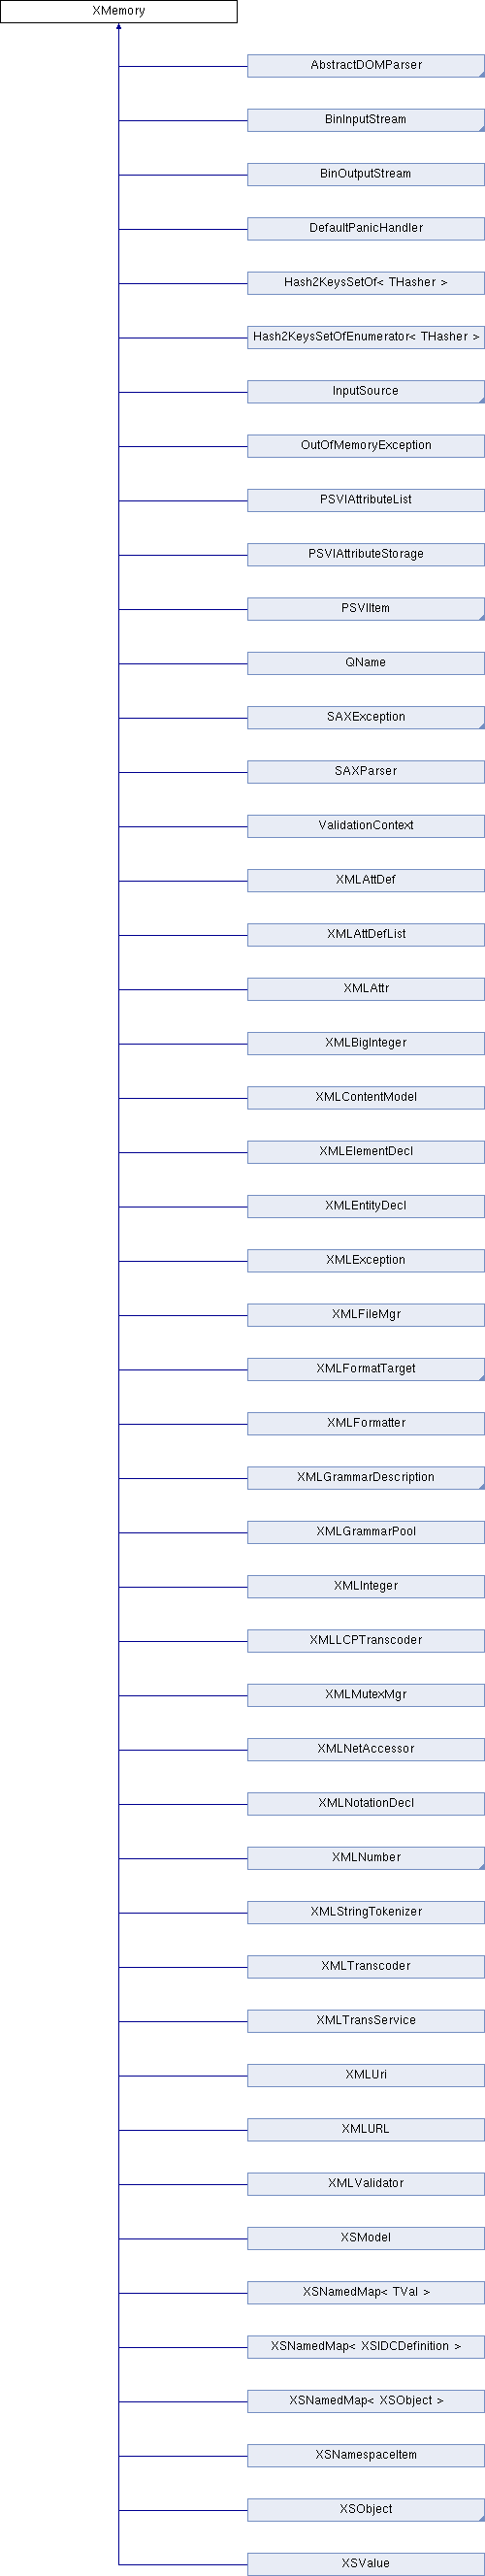 XMemory
AbstractDOMParser
BinInputStream
BinOutputStream
DefaultPanicHandler
Hash2KeysSetOf< THasher >
Hash2KeysSetOfEnumerator< THasher >
InputSource
OutOfMemoryException
PSVIAttributeList
PSVIAttributeStorage
PSVIItem
QName
SAXException
SAXParser
ValidationContext
XMLAttDef
XMLAttDefList
XMLAttr
XMLBigInteger
XMLContentModel
XMLElementDecl
XMLEntityDecl
XMLException
XMLFileMgr
XMLFormatTarget
XMLFormatter
XMLGrammarDescription
XMLGrammarPool
XMLInteger
XMLLCPTranscoder
XMLMutexMgr
XMLNetAccessor
XMLNotationDecl
XMLNumber
XMLStringTokenizer
XMLTranscoder
XMLTransService
XMLUri
XMLURL
XMLValidator
XSModel
XSNamedMap< TVal >
XSNamedMap< XSIDCDefinition >
XSNamedMap< XSObject >
XSNamespaceItem
XSObject
XSValue